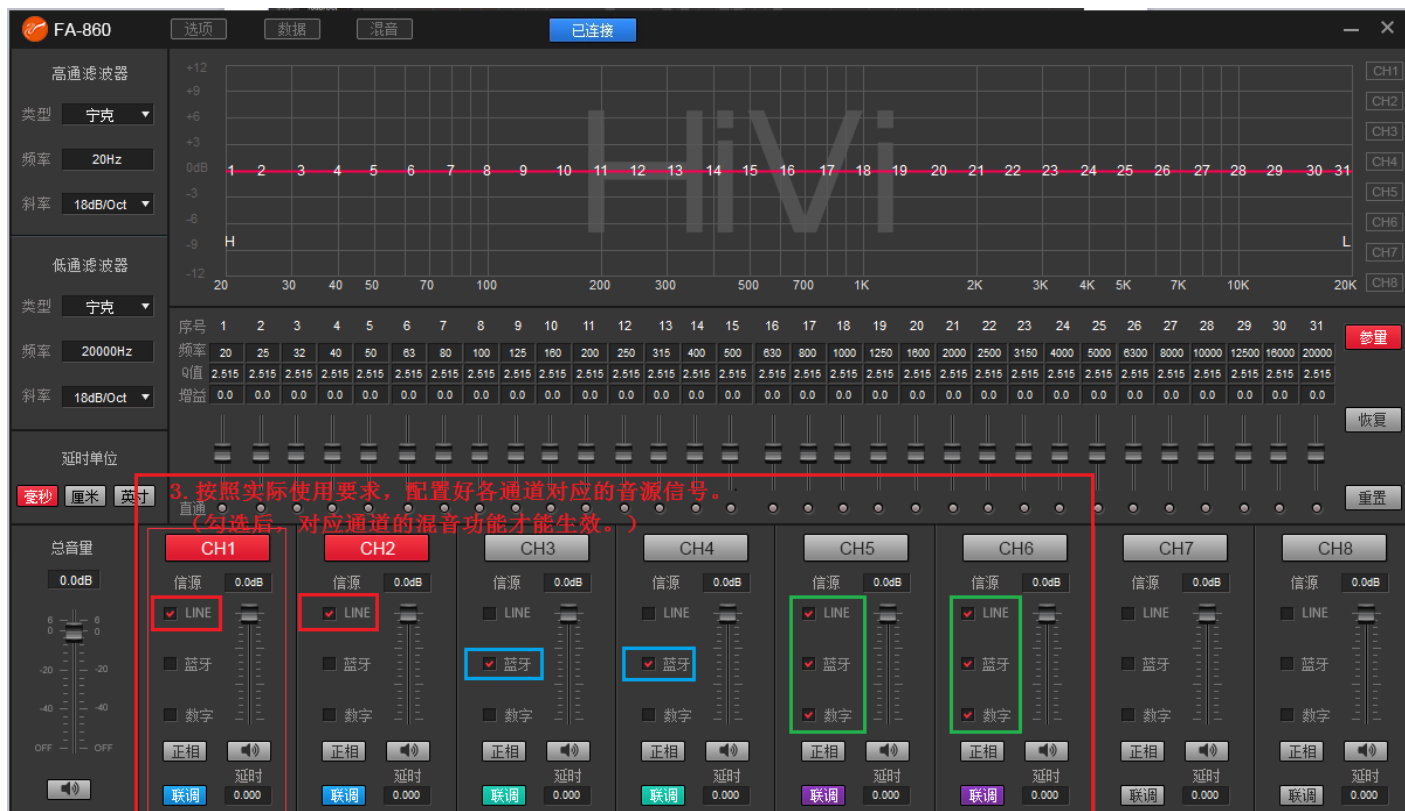 FA-860 选项 数据 混音 已连接
高通滤波器
类型 宁克
频率 20Hz
斜率 18dB/Oct
低通滤波器
类型 宁克
频率 20000Hz
斜率 18dB/Oct
延时单位
毫秒 厘米 英寸
+12
+9
+6
+3
0dB
-3
-6
-9
-12
HiVi
1 2 3 4 5 6 7 8 9 10 11 12 13 14 15 16 17 18 19 20 21 22 23 24 25 26 27 28 29 30 31
H L
20 30 40 50 70 100 200 300 500 700 1K 2K 3K 4K 5K 7K 10K 20K
CH1
CH2
CH3
CH4
CH5
CH6
CH7
CH8
序号 1 2 3 4 5 6 7 8 9 10 11 12 13 14 15 16 17 18 19 20 21 22 23 24 25 26 27 28 29 30 31
频率 20 25 32 40 50 63 80 100 125 160 200 250 315 400 500 630 800 1000 1250 1600 2000 2500 3150 4000 5000 6300 8000 10000 12500 16000 20000
Q值 2.515 2.515 2.515 2.515 2.515 2.515 2.515 2.515 2.515 2.515 2.515 2.515 2.515 2.515 2.515 2.515 2.515 2.515 2.515 2.515 2.515 2.515 2.515 2.515 2.515 2.515 2.515 2.515 2.515 2.515 2.515
增益 0.0 0.0 0.0 0.0 0.0 0.0 0.0 0.0 0.0 0.0 0.0 0.0 0.0 0.0 0.0 0.0 0.0 0.0 0.0 0.0 0.0 0.0 0.0 0.0 0.0 0.0 0.0 0.0 0.0 0.0 0.0
直通
参量
恢复
重置
3.按照实际使用要求，配置好各通道对应的音源信号。
（勾选后，对应通道的混音功能才能生效。）
总音量
0.0dB
6 6
0 0
-20 -20
-40 -40
OFF OFF
CH1 CH2 CH3 CH4 CH5 CH6 CH7 CH8
信源 0.0dB 信源 0.0dB 信源 0.0dB 信源 0.0dB 信源 0.0dB 信源 0.0dB 信源 0.0dB 信源 0.0dB
LINE LINE LINE LINE LINE LINE LINE LINE
蓝牙 蓝牙 蓝牙 蓝牙 蓝牙 蓝牙 蓝牙 蓝牙
数字 数字 数字 数字 数字 数字 数字 数字
正相 正相 正相 正相 正相 正相 正相 正相
延时 延时 延时 延时 延时 延时 延时 延时
联调 0.000 联调 0.000 联调 0.000 联调 0.000 联调 0.000 联调 0.000 联调 0.000 联调 0.000